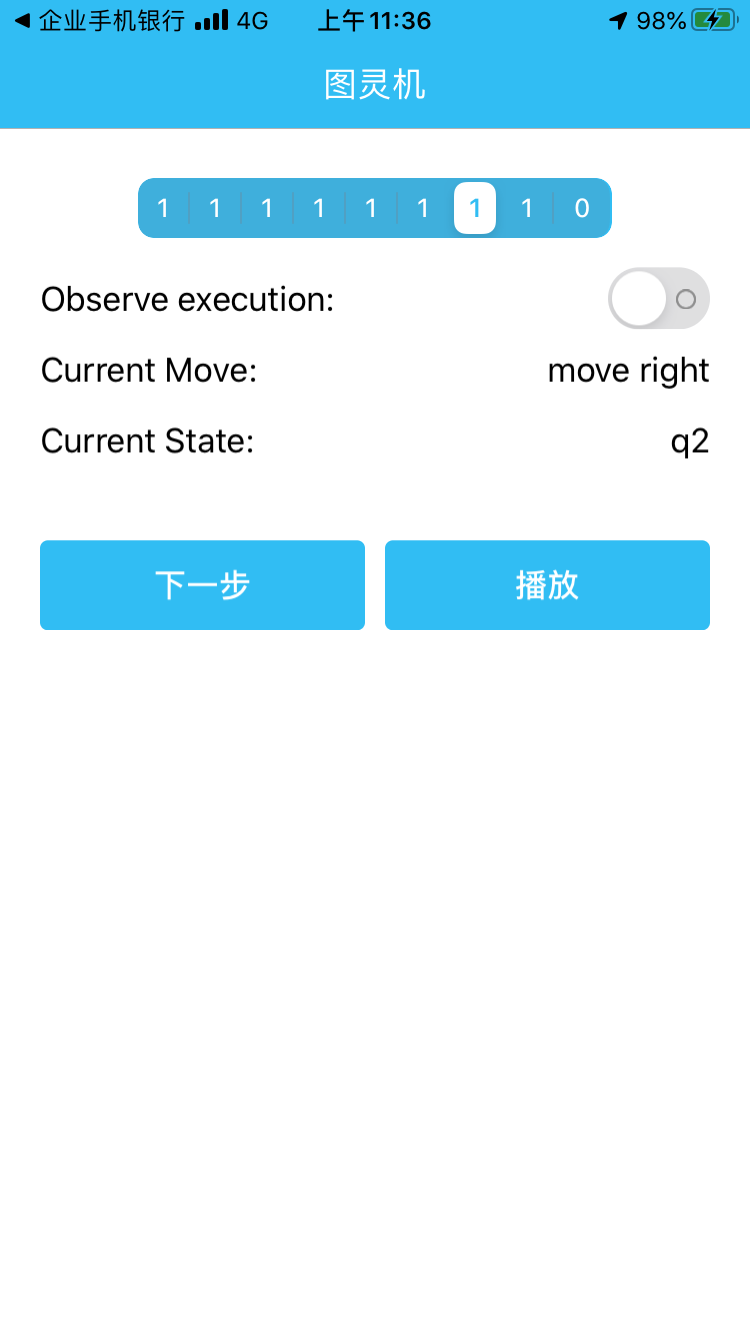 企业手机银行 4G 上午11:36 98%
图灵机
1 1 1 1 1 1 1 1 0
Observe execution:
Current Move: move right
Current State: q2
下一步 播放